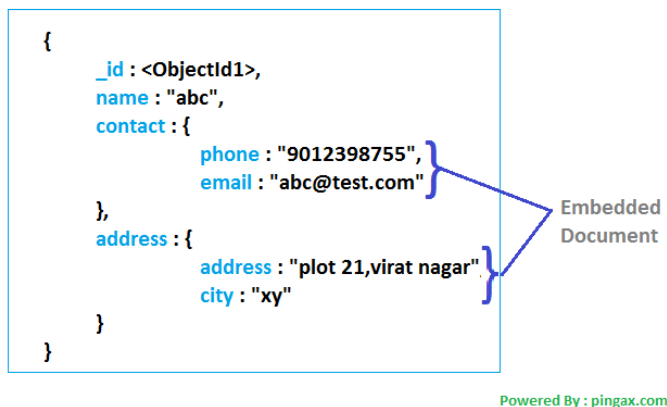 {
_id : <ObjectId1>,
name : "abc",
contact : {
phone : "9012398755",
email : "abc@test.com"
},
address : {
address : "plot 21,virat nagar",
city : "xy"
}
}
Embedded
Document
Powered By : pingax.com